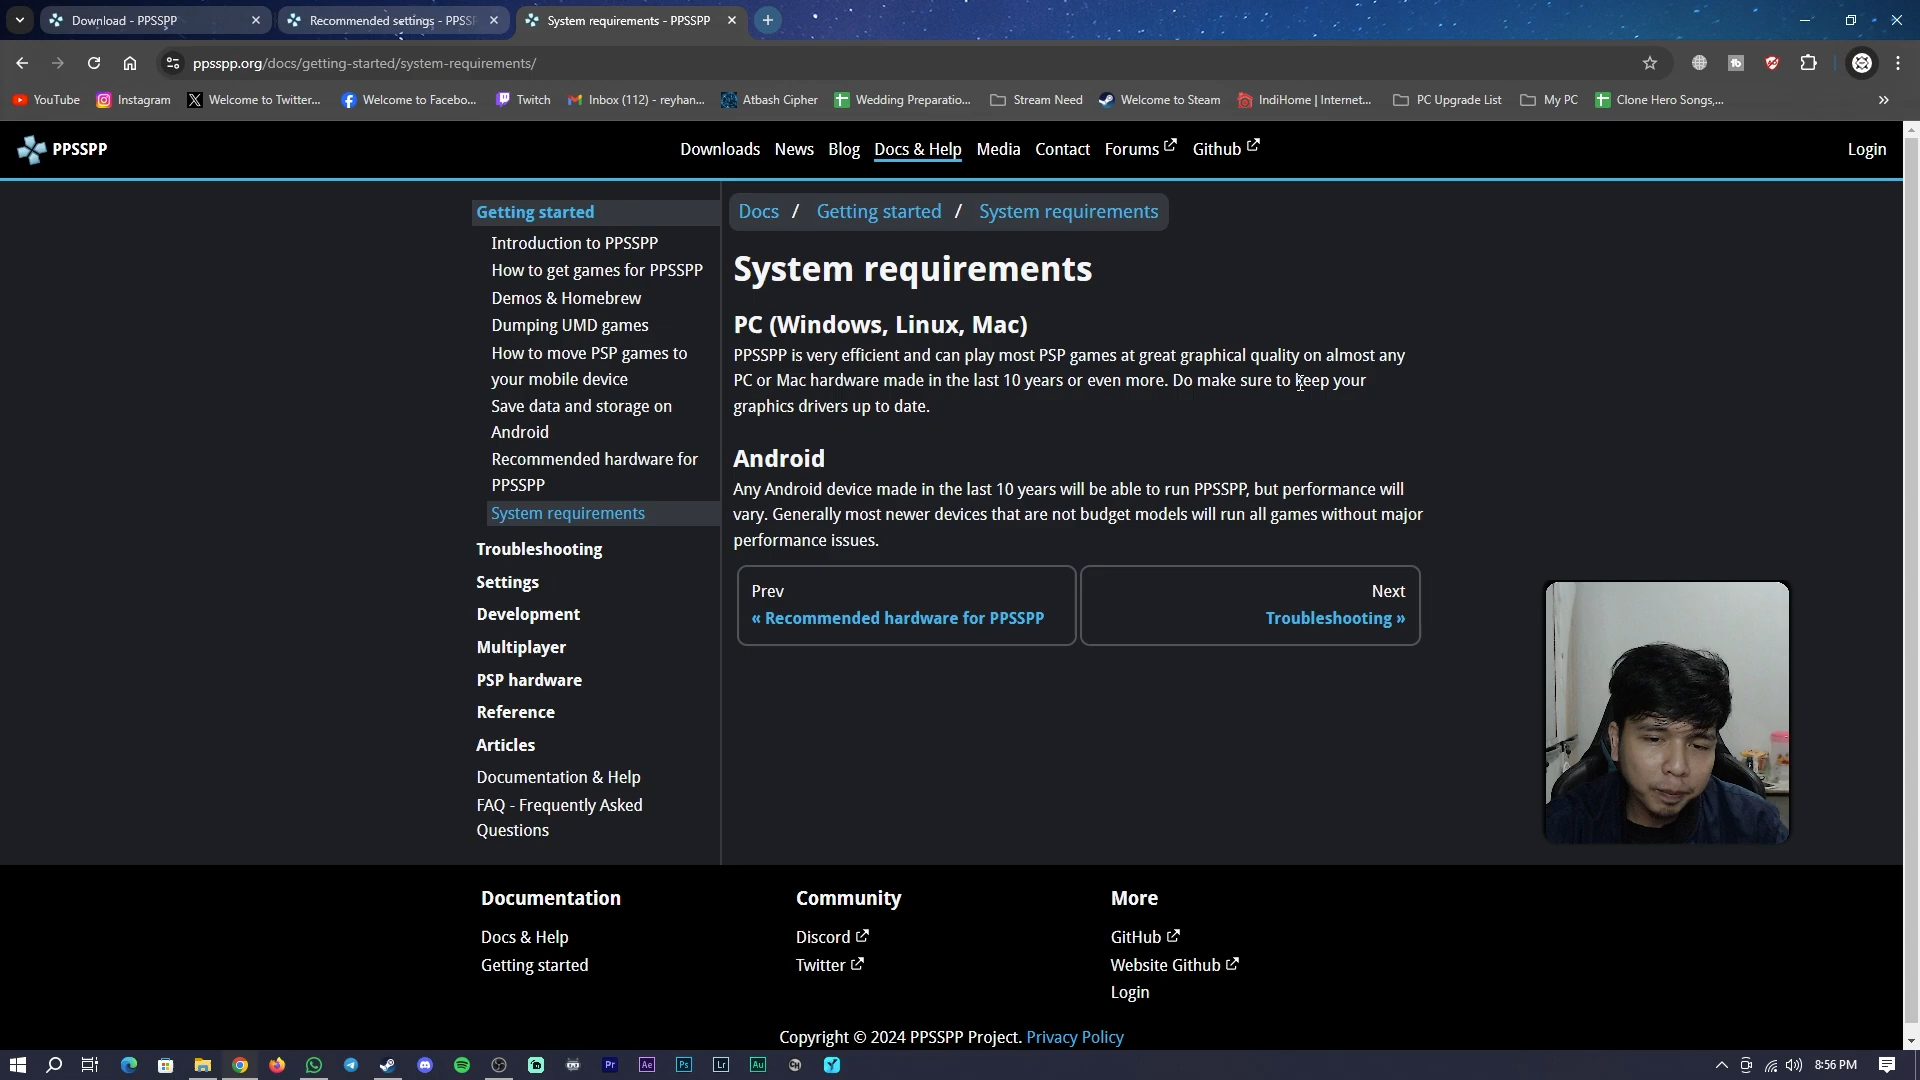 Download - PPSSPP
Recommended settings - PPSS
System requirements - PPSSPP
ppsspp.org/docs/getting-started/system-requirements/
YouTube
Instagram
Welcome to Twitter...
Welcome to Facebo...
Twitch
Inbox (112) - reyhan...
Atbash Cipher
Wedding Preparatio...
Stream Need
Welcome to Steam
IndiHome | Internet...
PC Upgrade List
My PC
Clone Hero Songs,...
»
PPSSPP
Downloads
News
Blog
Docs & Help
Media
Contact
Forums
Github
Login
Getting started
Introduction to PPSSPP
How to get games for PPSSPP
Demos & Homebrew
Dumping UMD games
How to move PSP games to
your mobile device
Save data and storage on
Android
Recommended hardware for
PPSSPP
System requirements
Troubleshooting
Settings
Development
Multiplayer
PSP hardware
Reference
Articles
Documentation & Help
FAQ - Frequently Asked
Questions
Docs / Getting started / System requirements
System requirements
PC (Windows, Linux, Mac)
PPSSPP is very efficient and can play most PSP games at great graphical quality on almost any
PC or Mac hardware made in the last 10 years or even more. Do make sure to keep your
graphics drivers up to date.
Android
Any Android device made in the last 10 years will be able to run PPSSPP, but performance will
vary. Generally most newer devices that are not budget models will run all games without major
performance issues.
Prev
« Recommended hardware for PPSSPP
Next
Troubleshooting »
Documentation
Docs & Help
Getting started
Community
Discord
Twitter
More
GitHub
Website Github
Login
Copyright © 2024 PPSSPP Project. Privacy Policy
Pr
Ae
Ps
Lr
Au
8:56 PM